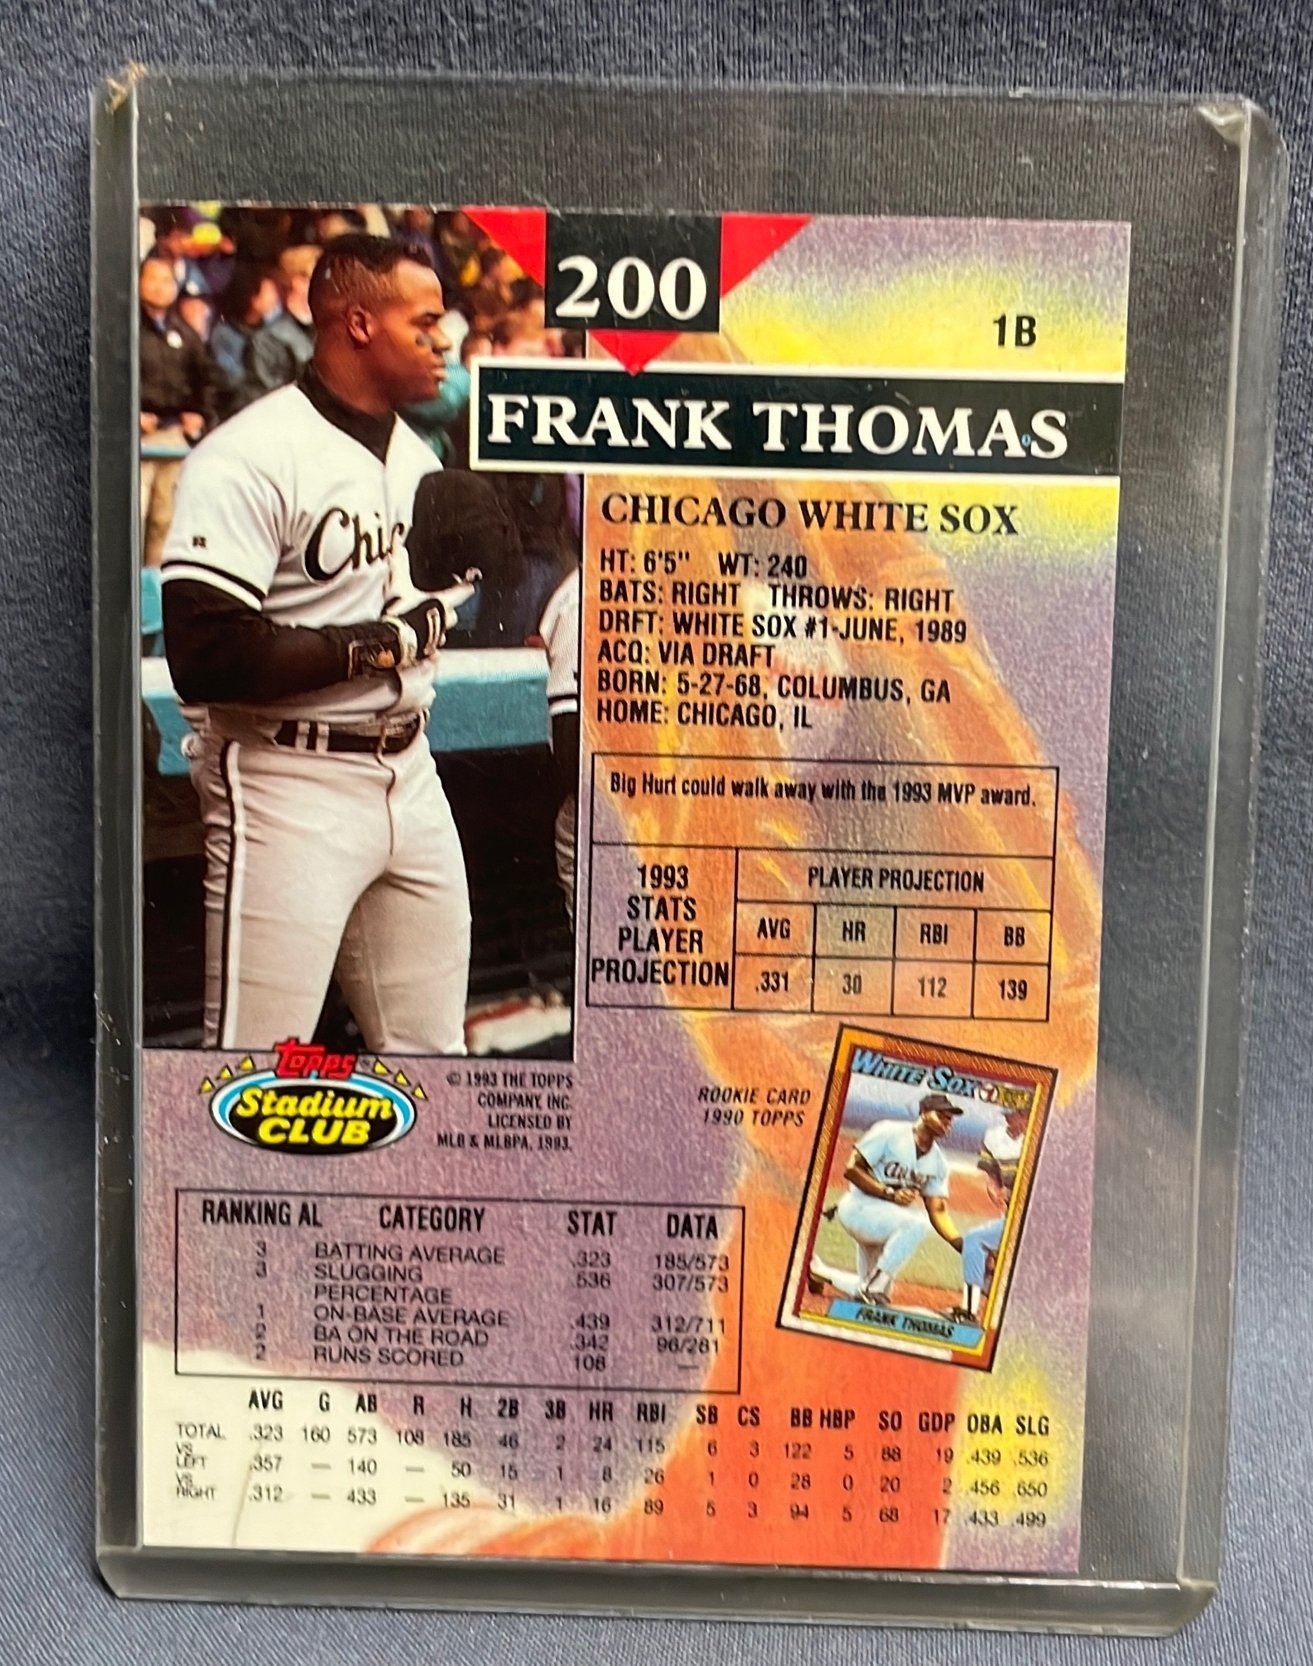 200
1B
FRANK THOMAS
CHICAGO WHITE SOX
HT: 6'5" WT: 240
BATS: RIGHT THROWS: RIGHT
DRFT: WHITE SOX #1-JUNE, 1989
ACQ: VIA DRAFT
BORN: 5-27-68, COLUMBUS, GA
HOME: CHICAGO, IL
Chic
Big Hurt could walk away with the 1993 MVP award.
1993 STATS PLAYER PROJECTION
PLAYER PROJECTION
AVG HR RBI BB
.331 30 112 139
TOPPS
Stadium
CLUB
© 1993 THE TOPPS
COMPANY, INC.
LICENSED BY
MLB & MLBPA, 1993.
ROOKIE CARD
1990 TOPPS
WHITE SOX
FRANK THOMAS
RANKING AL CATEGORY STAT DATA
3 BATTING AVERAGE .323 185/573
3 SLUGGING PERCENTAGE .536 307/573
1 ON-BASE AVERAGE .439 312/711
2 BA ON THE ROAD .342 96/281
2 RUNS SCORED 108 —
AVG G AB R H 2B 3B HR RBI SB CS BB HBP SO GDP OBA SLG
TOTAL .323 160 573 108 185 46 2 24 115 6 3 122 5 88 19 .439 .536
VS. LEFT .357 — 140 — 50 15 1 8 26 1 0 28 0 20 2 .456 .650
VS. RIGHT .312 — 433 — 135 31 1 16 89 5 3 94 5 68 17 .433 .499